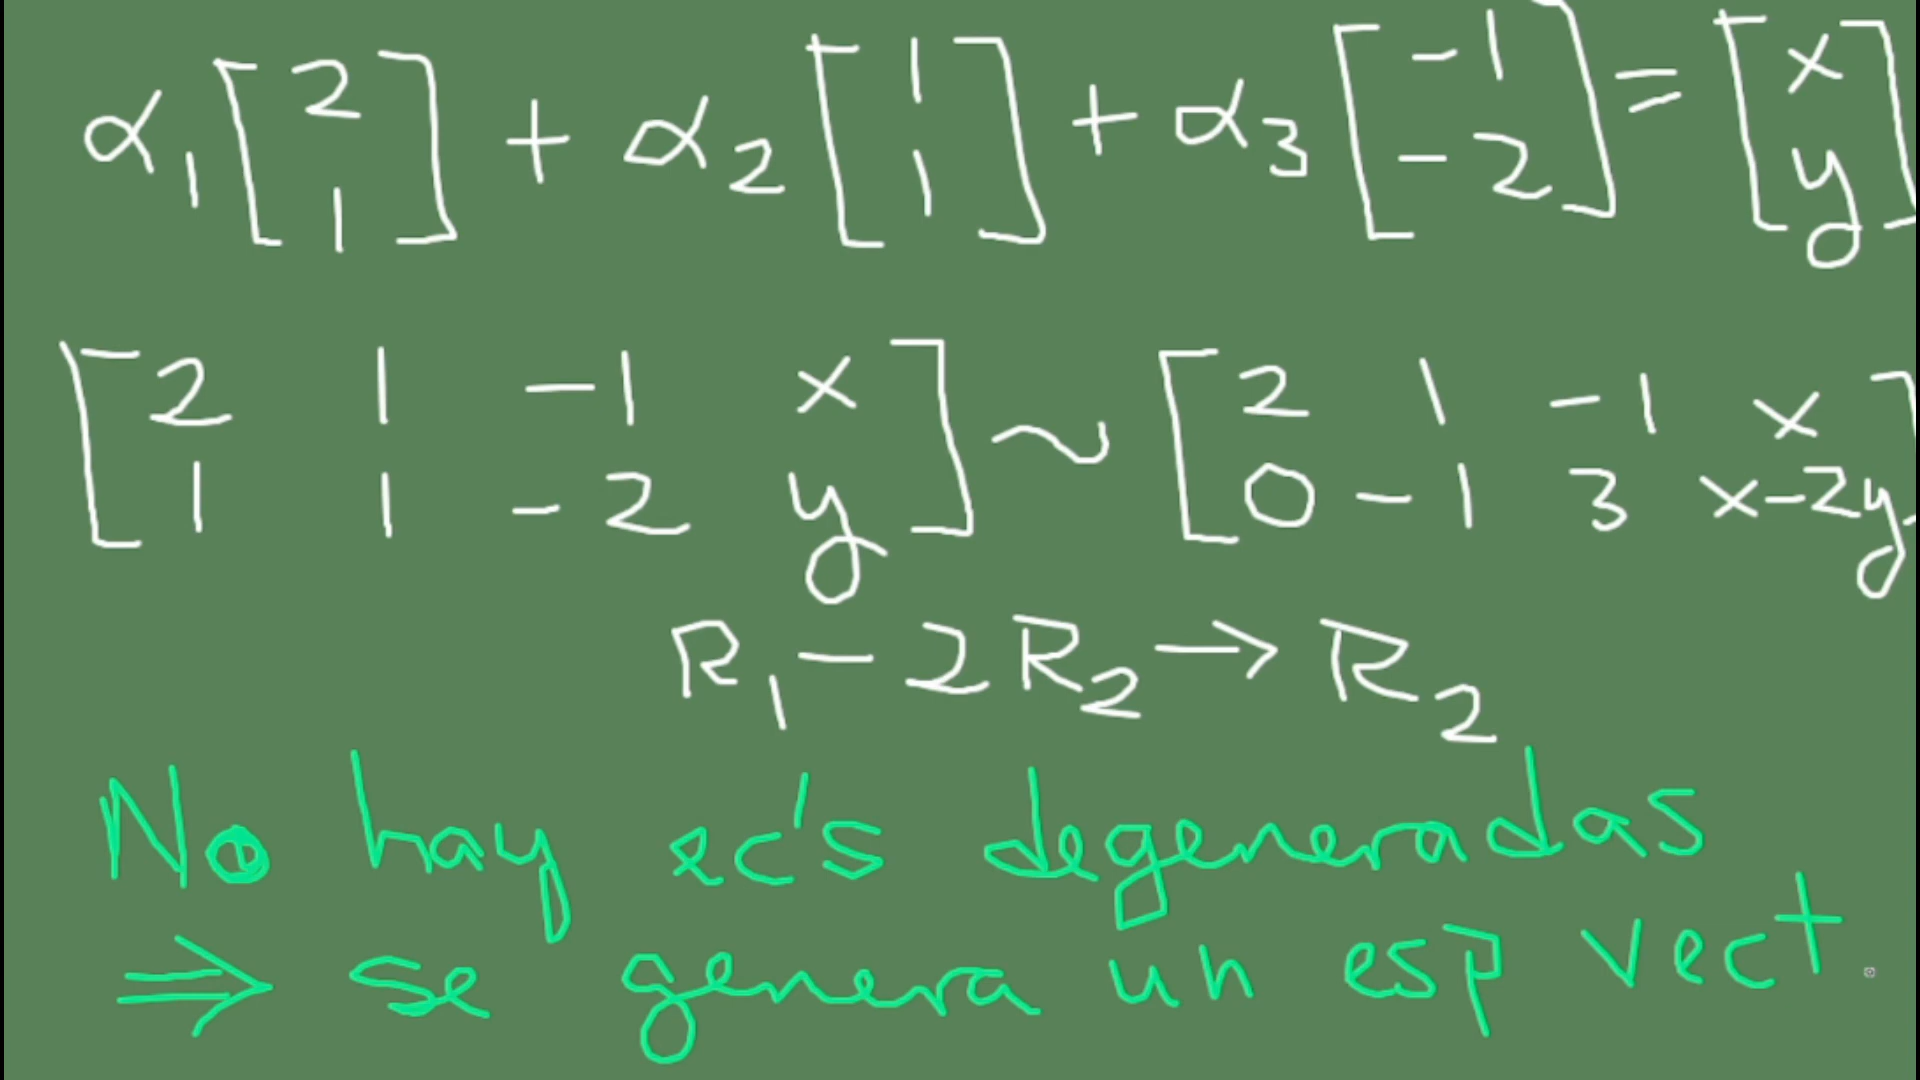 α₁ [2 1] + α₂ [1 1] + α₃ [-1 -2] = [x y]
[2 1 -1 x
1 1 -2 y] ~ [2 1 -1 x
0 -1 3 x-2y]
R₁ - 2R₂ → R₂
No hay ec's degeneradas
⇒ se genera un esp vect.